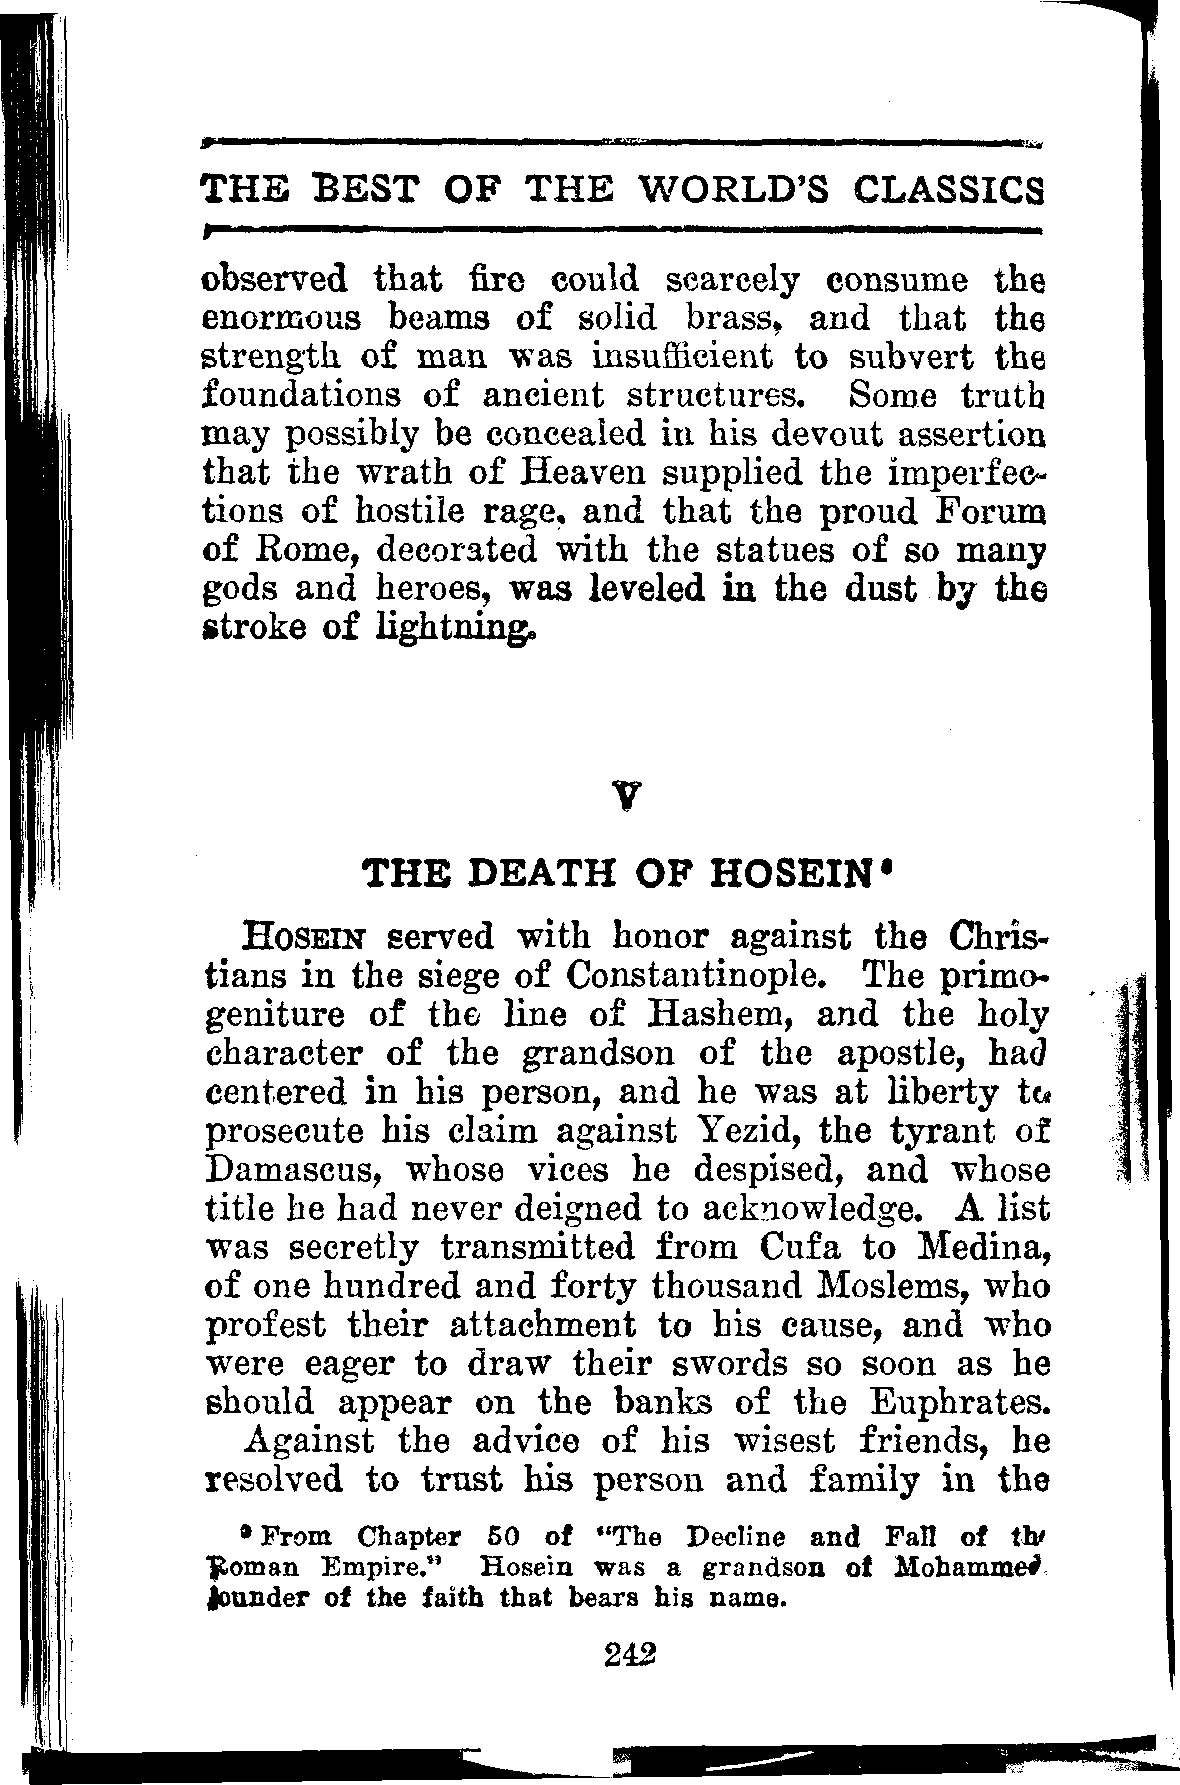 THE BEST OF THE WORLD'S CLASSICS
observed that fire could scarcely consume the
enormous beams of solid brass, and that the
strength of man was insufficient to subvert the
foundations of ancient structures. Some truth
may possibly be concealed in his devout assertion
that the wrath of Heaven supplied the imperfec-
tions of hostile rage, and that the proud Forum
of Rome, decorated with the statues of so many
gods and heroes, was leveled in the dust by the
stroke of lightning.
V
THE DEATH OF HOSEIN
HOSEIN served with honor against the Chris-
tians in the siege of Constantinople. The primo-
geniture of the line of Hashem, and the holy
character of the grandson of the apostle, had
centered in his person, and he was at liberty to
prosecute his claim against Yezid, the tyrant of
Damascus, whose vices he despised, and whose
title he had never deigned to acknowledge. A list
was secretly transmitted from Cufa to Medina,
of one hundred and forty thousand Moslems, who
profest their attachment to his cause, and who
were eager to draw their swords so soon as he
should appear on the banks of the Euphrates.
Against the advice of his wisest friends, he
resolved to trust his person and family in the
From Chapter 50 of "The Decline and Fall of the
Roman Empire." Hosein was a grandson of Mohammed
founder of the faith that bears his name.
242